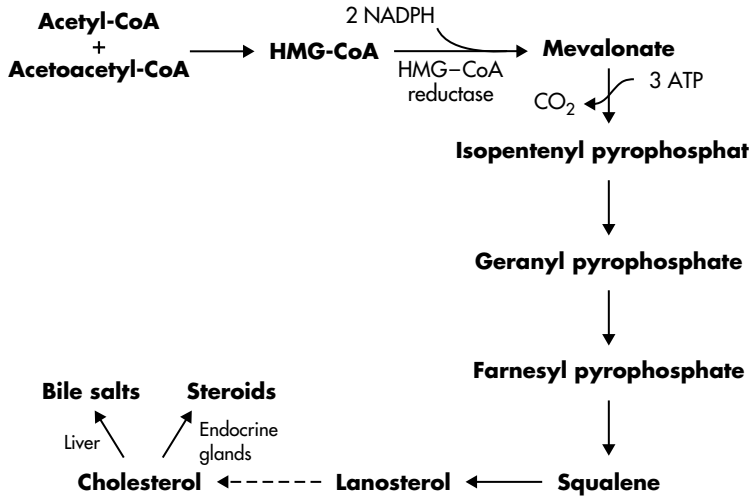 Acetyl-CoA
+
Acetoacetyl-CoA
HMG-CoA
2 NADPH
HMG–CoA
reductase
Mevalonate
CO2
3 ATP
Isopentenyl pyrophosphat
Geranyl pyrophosphate
Farnesyl pyrophosphate
Bile salts
Steroids
Liver
Endocrine
glands
Cholesterol
Lanosterol
Squalene